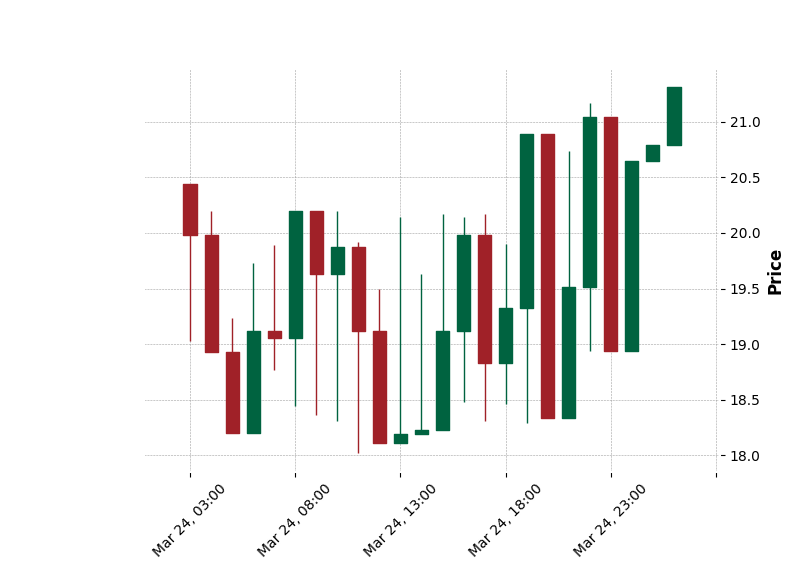 21.0
20.5
20.0
19.5
19.0
18.5
18.0
Price
Mar 24, 03:00
Mar 24, 08:00
Mar 24, 13:00
Mar 24, 18:00
Mar 24, 23:00